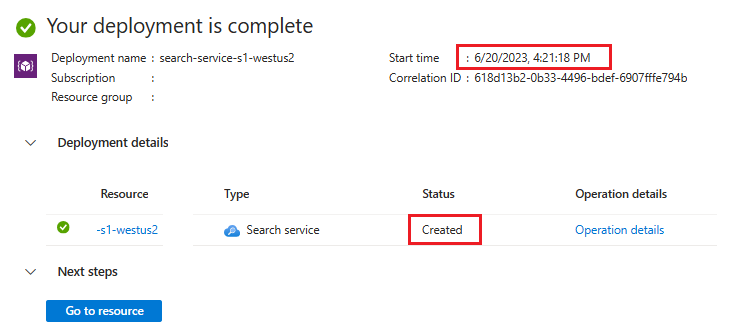 Your deployment is complete
Deployment name : search-service-s1-westus2
Start time : 6/20/2023, 4:21:18 PM
Subscription :
Correlation ID : 618d13b2-0b33-4496-bdef-6907fffe794b
Resource group :
Deployment details
Resource Type Status Operation details
-s1-westus2 Search service Created Operation details
Next steps
Go to resource